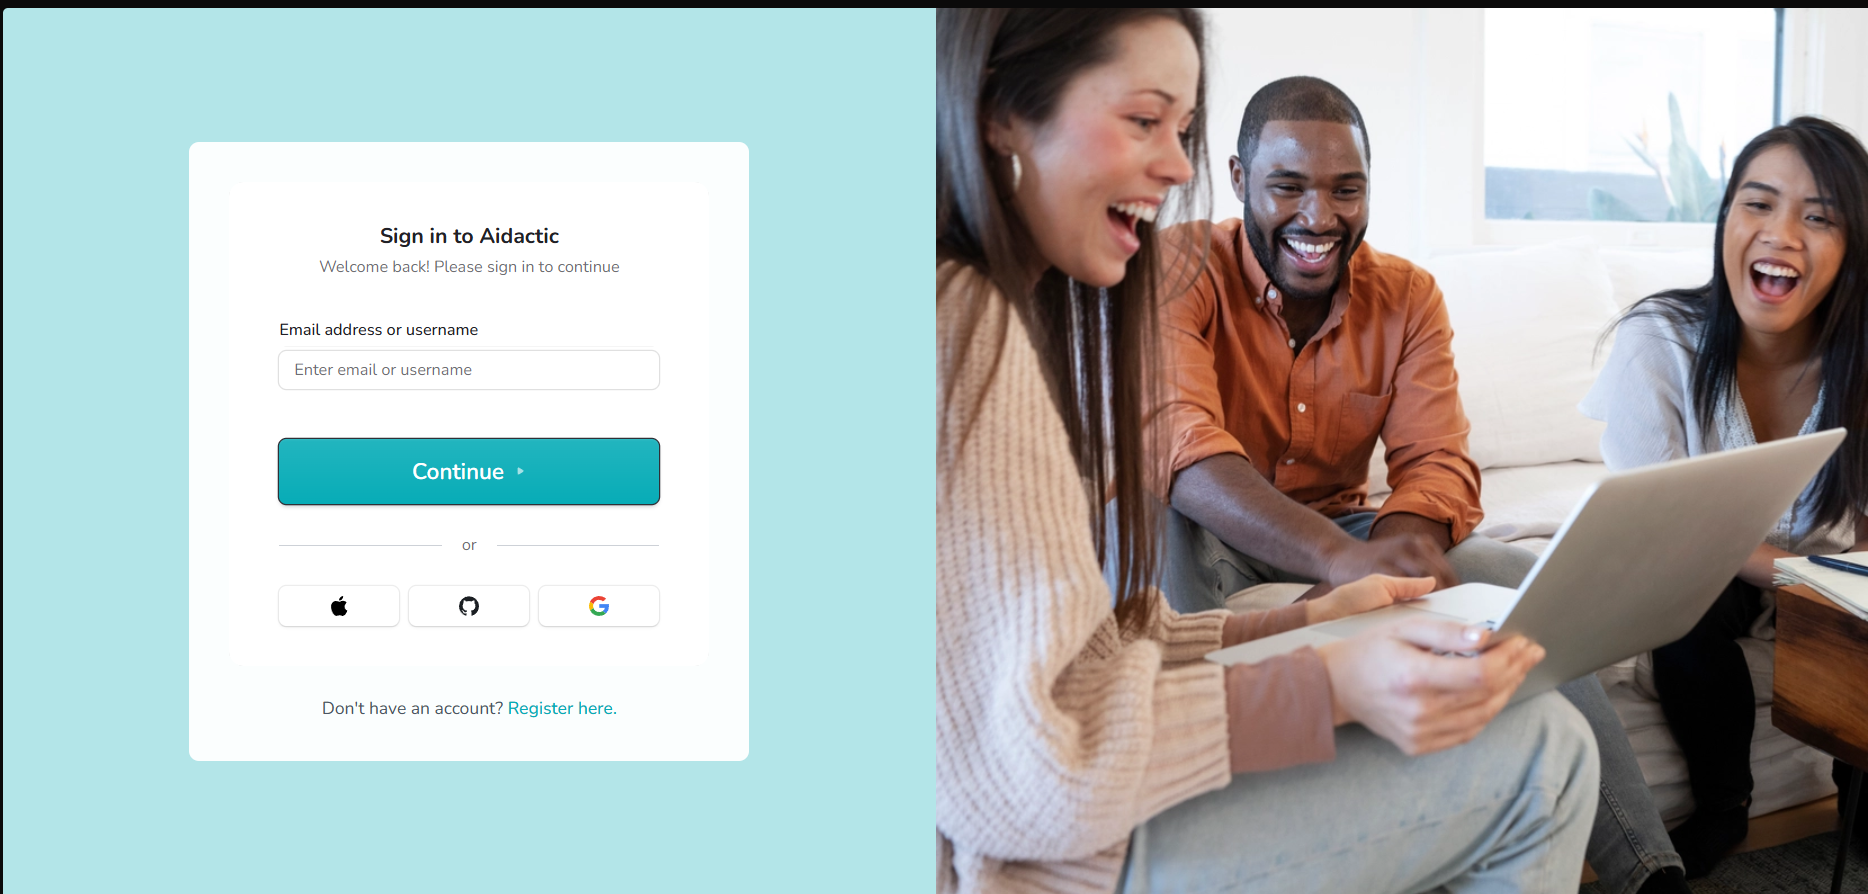 Sign in to Aidactic
Welcome back! Please sign in to continue
Email address or username
Enter email or username
Continue
or
Don't have an account? Register here.